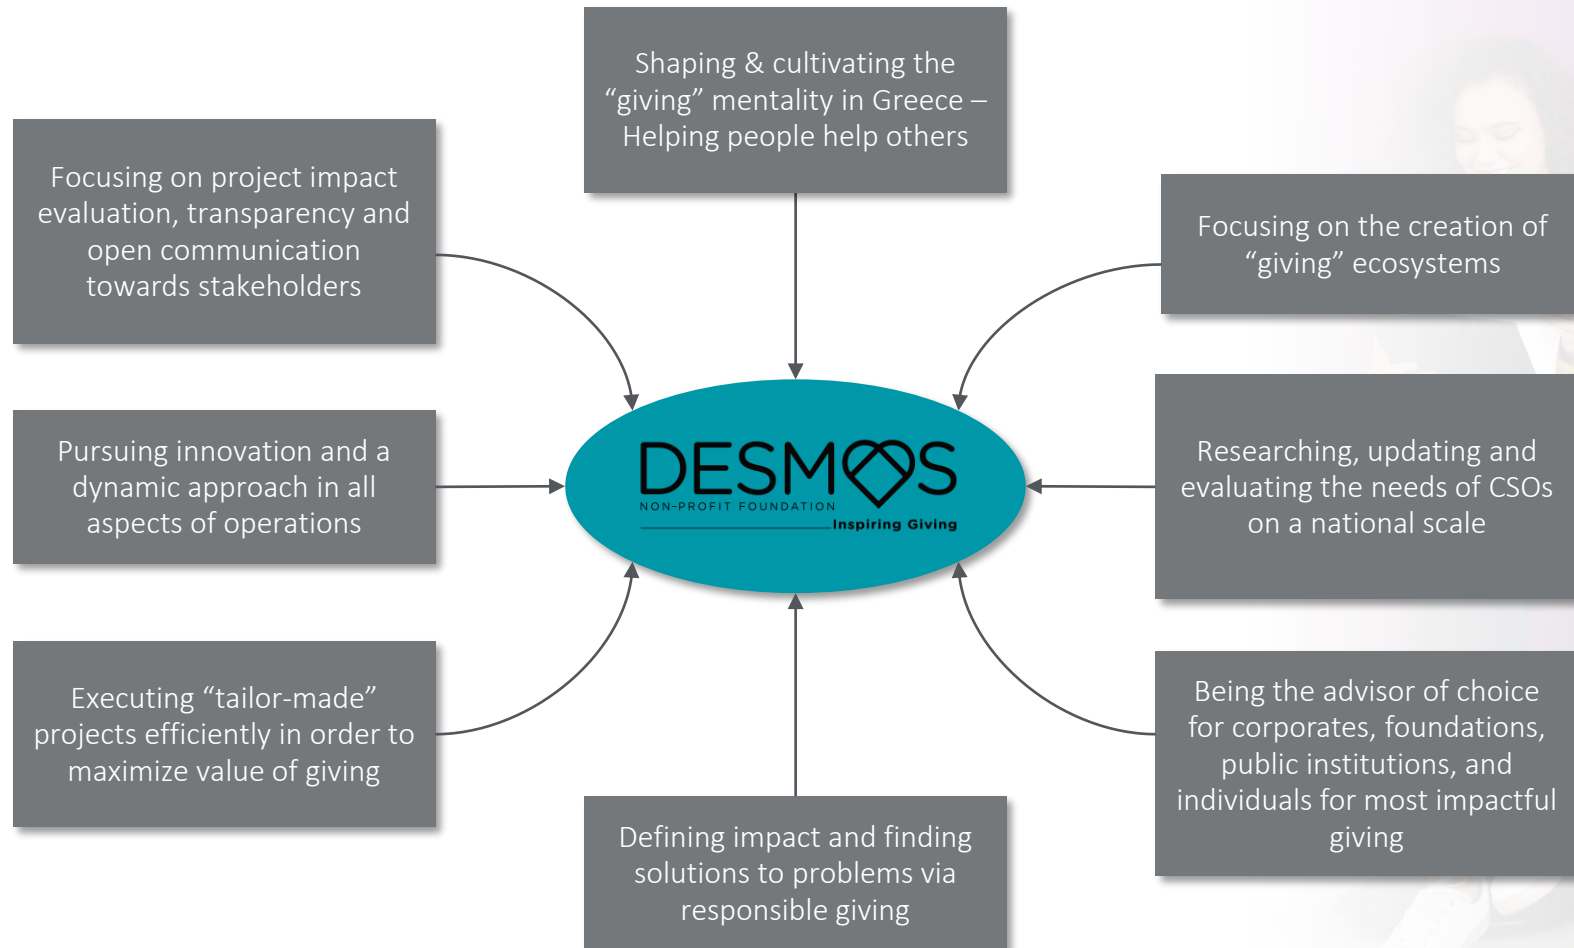 Shaping & cultivating the
“giving” mentality in Greece –
Helping people help others
Focusing on project impact
evaluation, transparency and
open communication
towards stakeholders
Focusing on the creation of
“giving” ecosystems
Pursuing innovation and a
dynamic approach in all
aspects of operations
DESMOS
NON-PROFIT FOUNDATION
Inspiring Giving
Researching, updating and
evaluating the needs of CSOs
on a national scale
Executing “tailor-made”
projects efficiently in order to
maximize value of giving
Being the advisor of choice
for corporates, foundations,
public institutions, and
individuals for most impactful
giving
Defining impact and finding
solutions to problems via
responsible giving